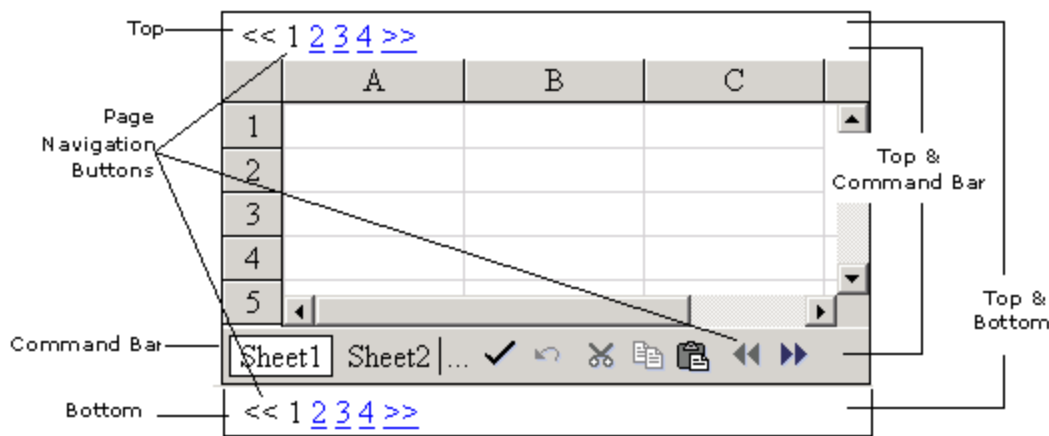 Top
<< 1 2 3 4 >>
A B C
Page
Navigation
Buttons
1
2
3
4
5
Top &
Command Bar
Top &
Bottom
Command Bar
Sheet1 Sheet2 ...
Bottom
<< 1 2 3 4 >>